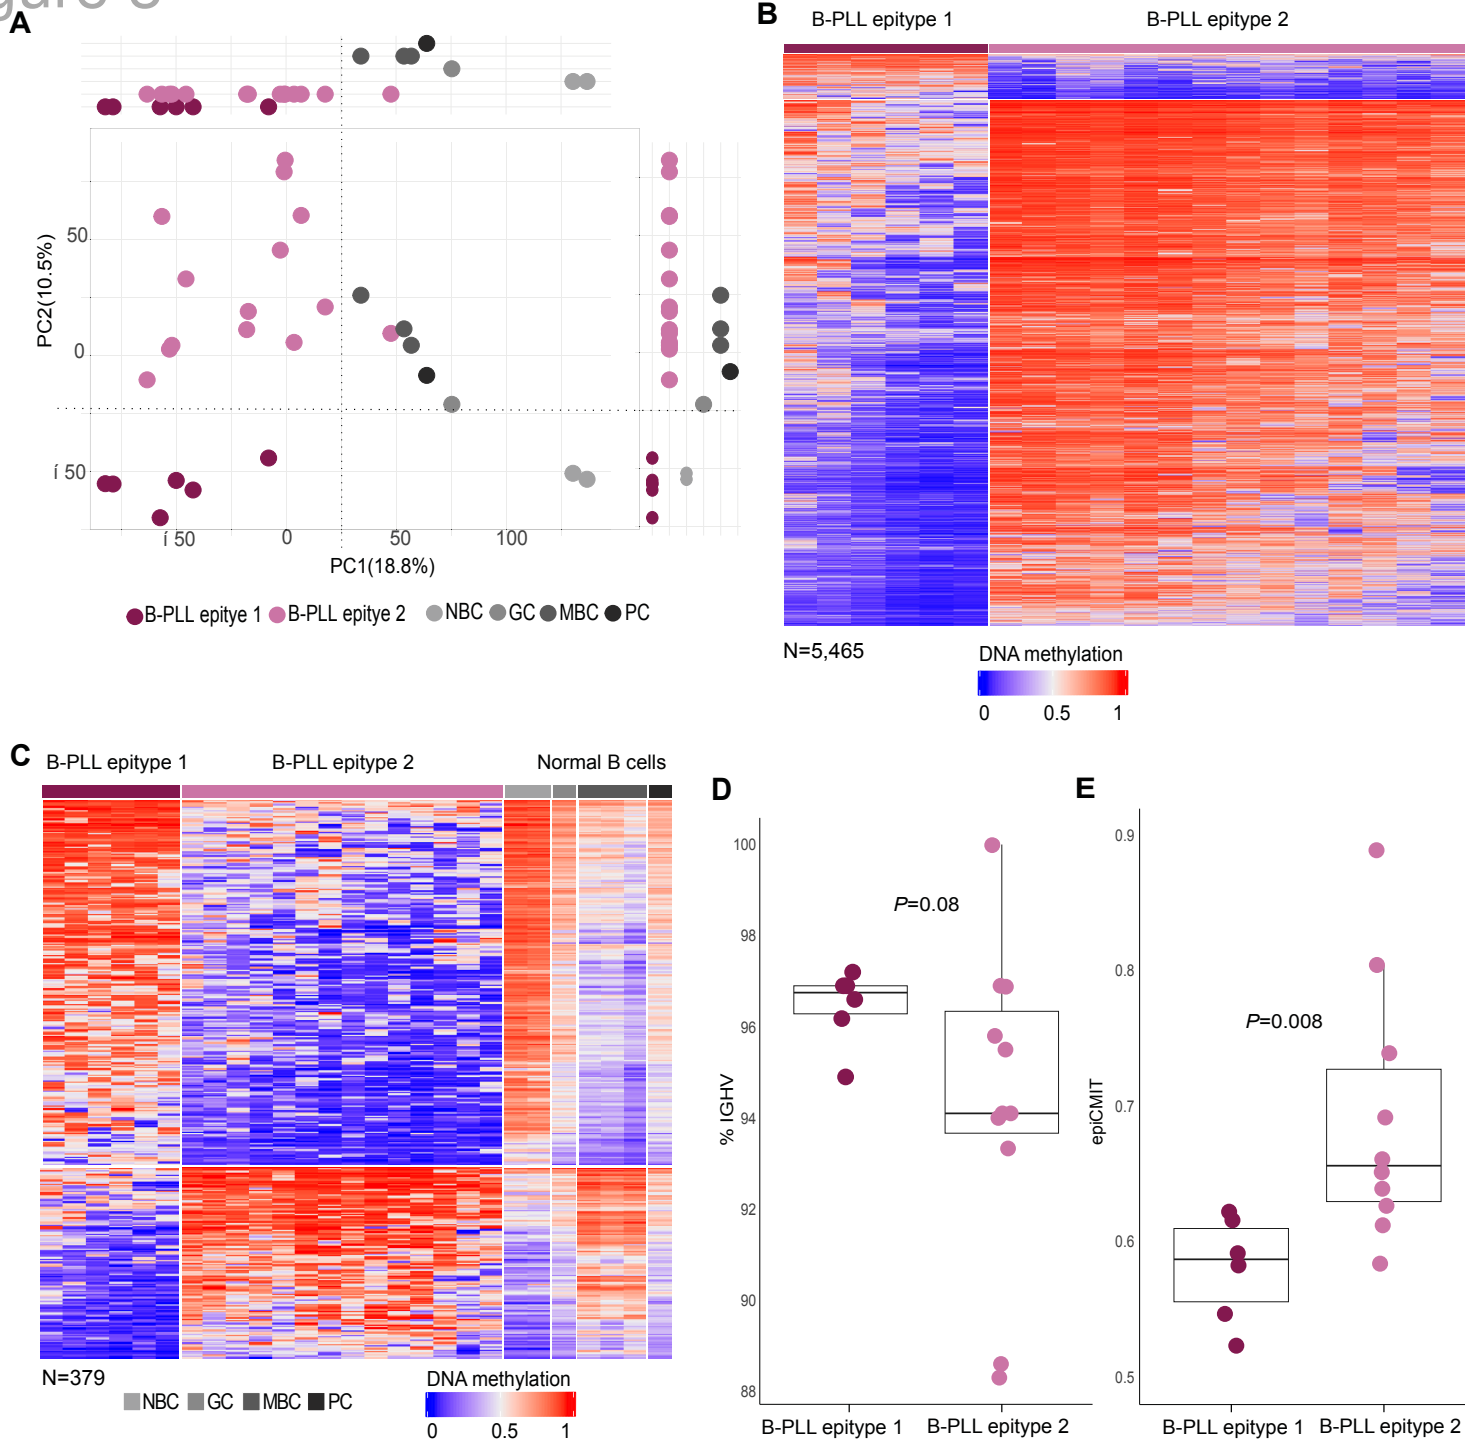 A
PC2(10.5%)
50
0
í 50
í 50
0
50
100
PC1(18.8%)
B-PLL epitye 1
B-PLL epitye 2
NBC
GC
MBC
PC
B
B-PLL epitype 1
B-PLL epitype 2
N=5,465
DNA methylation
0
0.5
1
C
B-PLL epitype 1
B-PLL epitype 2
Normal B cells
N=379
NBC
GC
MBC
PC
DNA methylation
0
0.5
1
D
% IGHV
100
98
96
94
92
90
88
P=0.08
B-PLL epitype 1
B-PLL epitype 2
E
epiCMIT
0.9
0.8
0.7
0.6
0.5
P=0.008
B-PLL epitype 1
B-PLL epitype 2